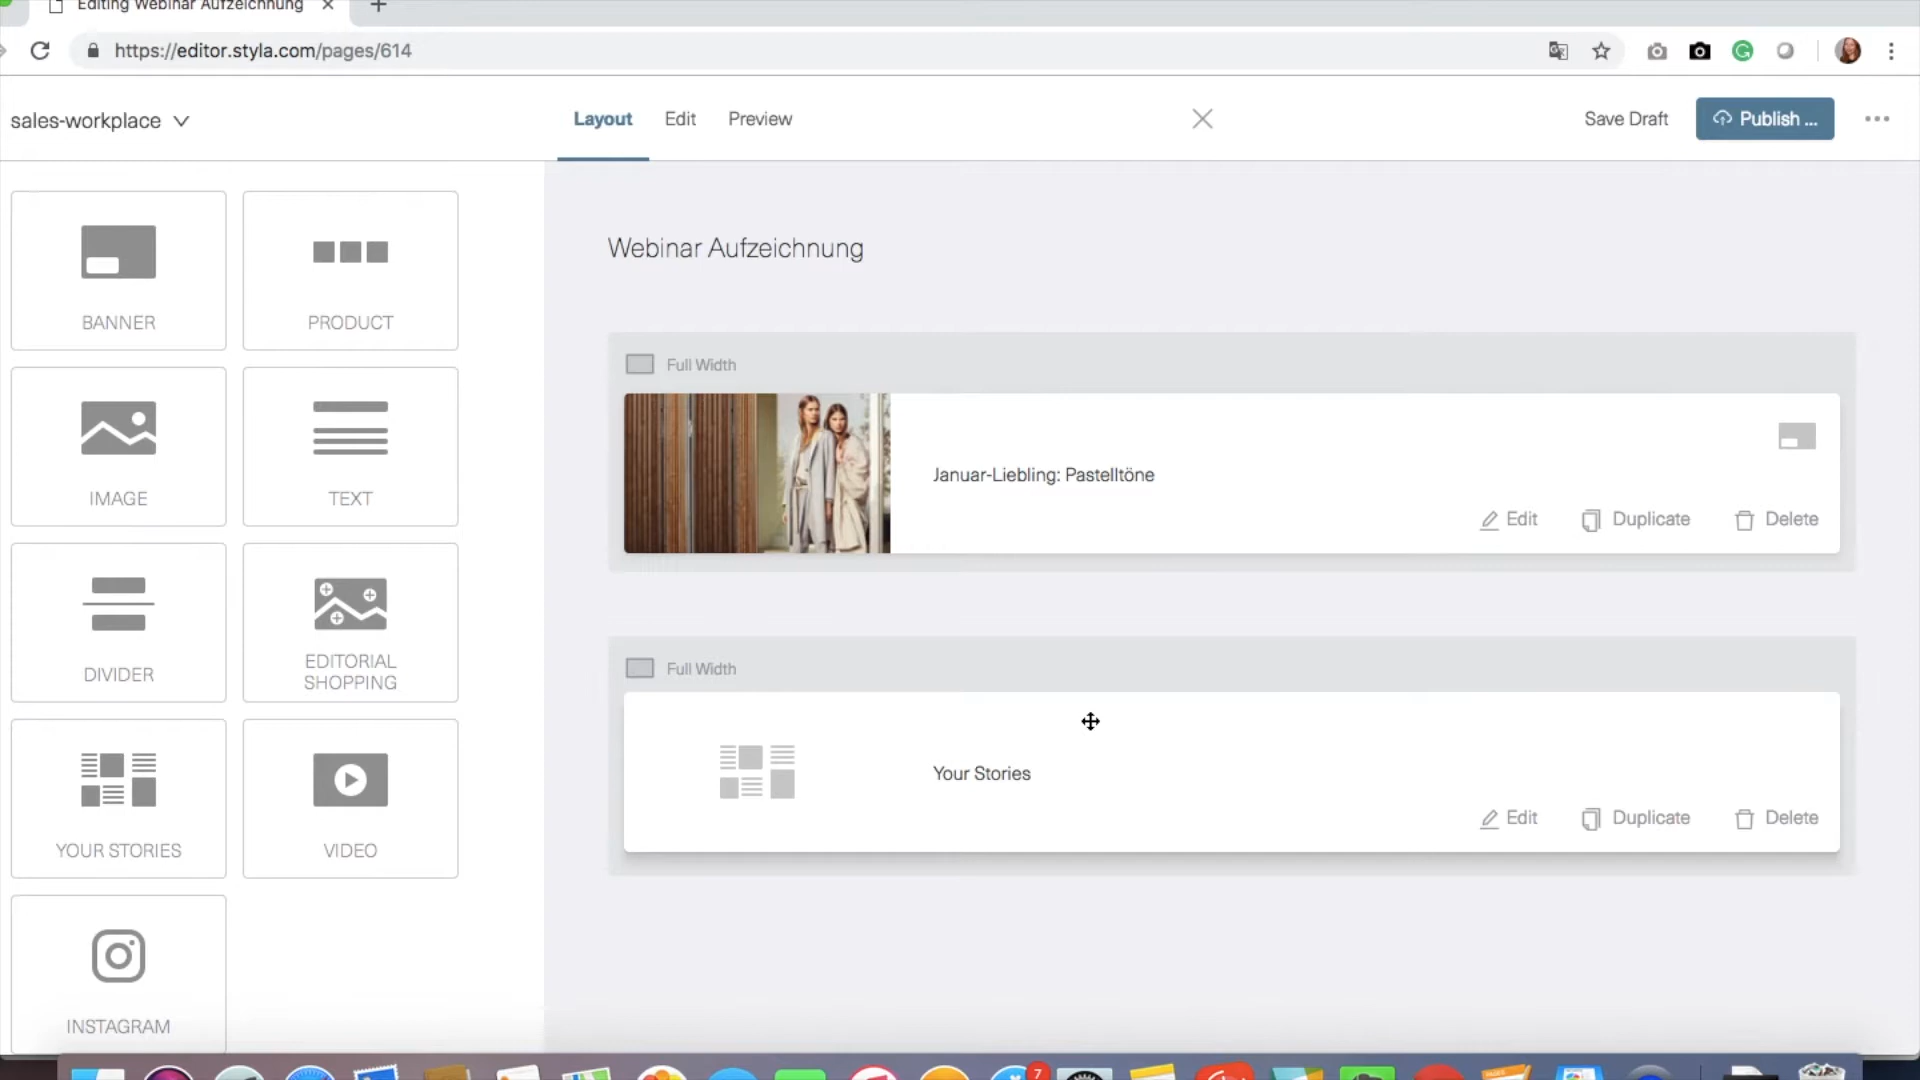 Editing Webinar Aufzeichnung
https://editor.styla.com/pages/614
sales-workplace
Layout
Edit
Preview
Save Draft
Publish ...
BANNER
PRODUCT
IMAGE
TEXT
DIVIDER
EDITORIAL
SHOPPING
YOUR STORIES
VIDEO
INSTAGRAM
Webinar Aufzeichnung
Full Width
Januar-Liebling: Pastelltöne
Edit
Duplicate
Delete
Full Width
Your Stories
Edit
Duplicate
Delete
7